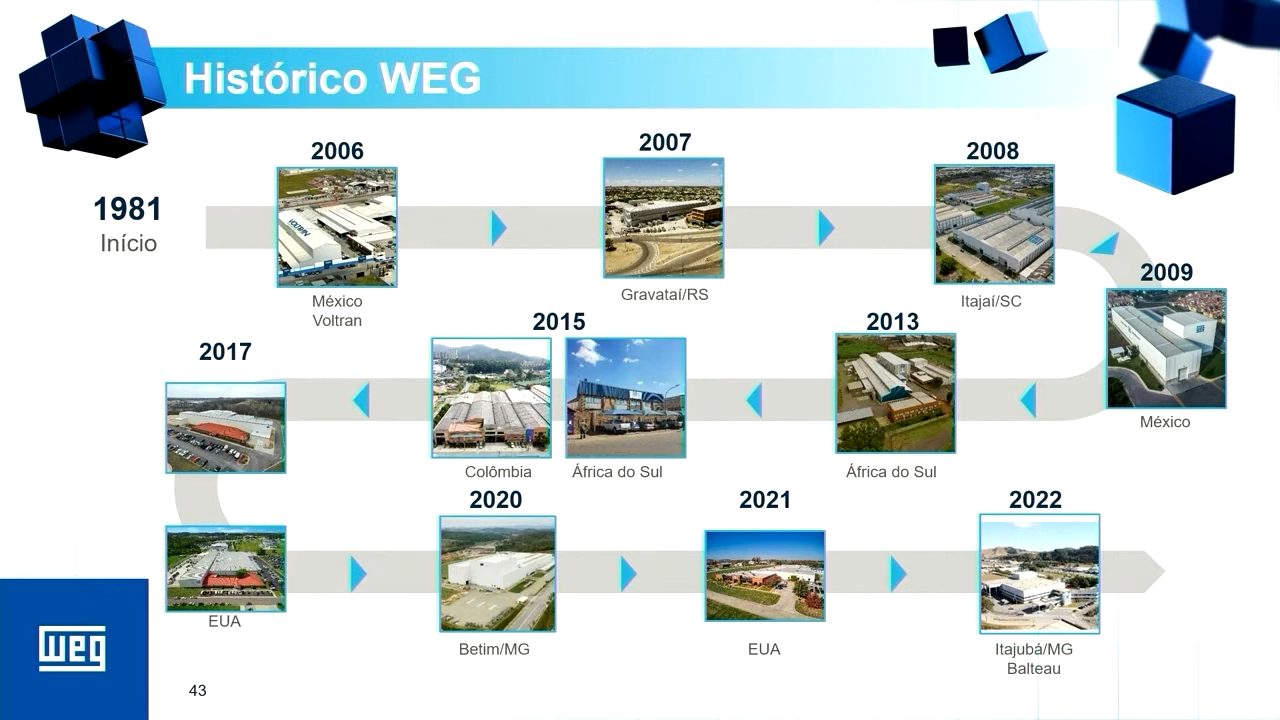 Histórico WEG
1981
Início
2006
México
Voltran
2007
Gravataí/RS
2008
Itajaí/SC
2009
México
2013
África do Sul
2015
Colômbia
África do Sul
2017
EUA
2020
Betim/MG
2021
EUA
2022
Itajubá/MG
Balteau
weg
43
VOLTRAN